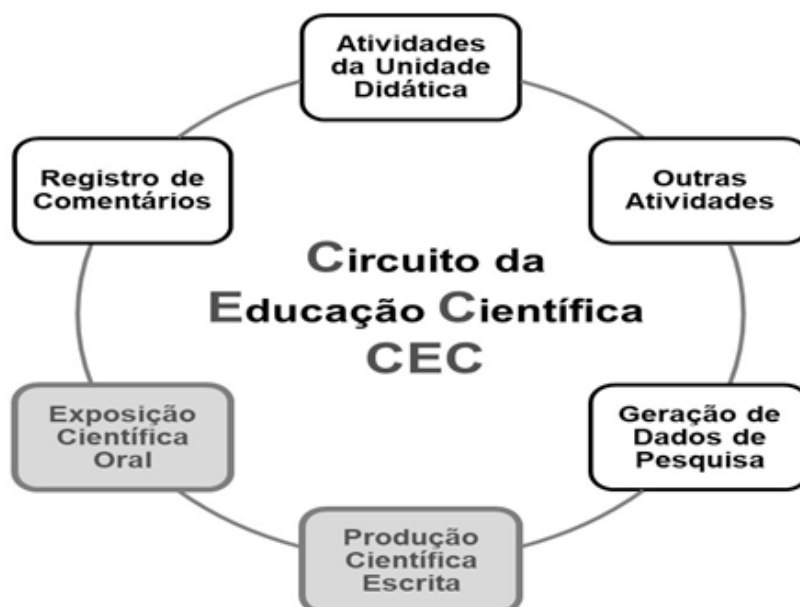 Atividades
da Unidade
Didática
Registro de
Comentários
Outras
Atividades
Circuito da
Educação Científica
CEC
Exposição
Científica
Oral
Geração de
Dados de
Pesquisa
Produção
Científica
Escrita